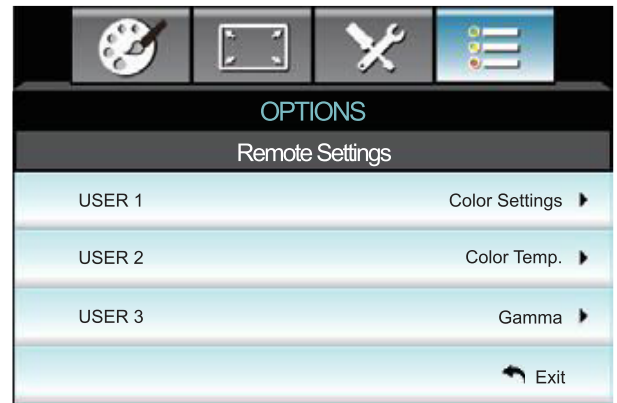 OPTIONS
Remote Settings
USER 1 Color Settings
USER 2 Color Temp.
USER 3 Gamma
Exit